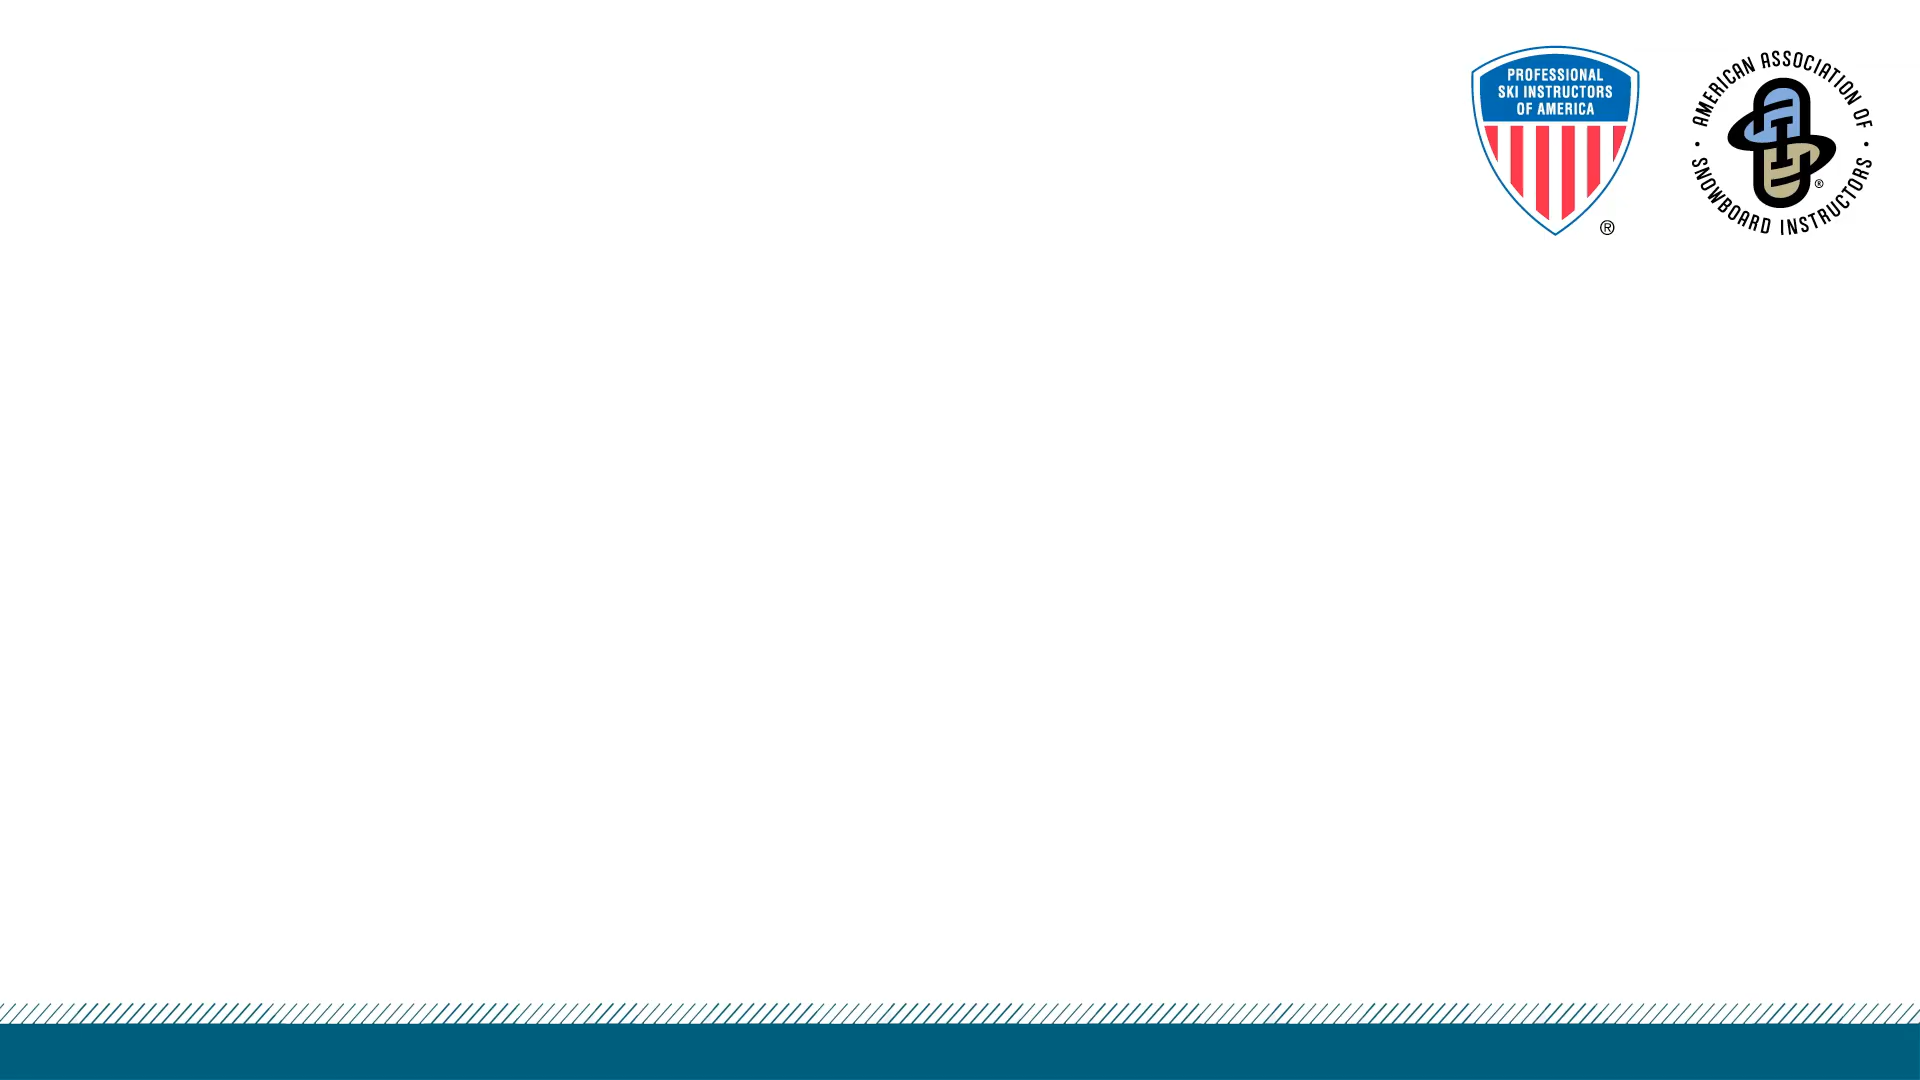 PROFESSIONAL
SKI INSTRUCTORS
OF AMERICA
®
AMERICAN ASSOCIATION OF
· SNOWBOARD INSTRUCTORS ·
®